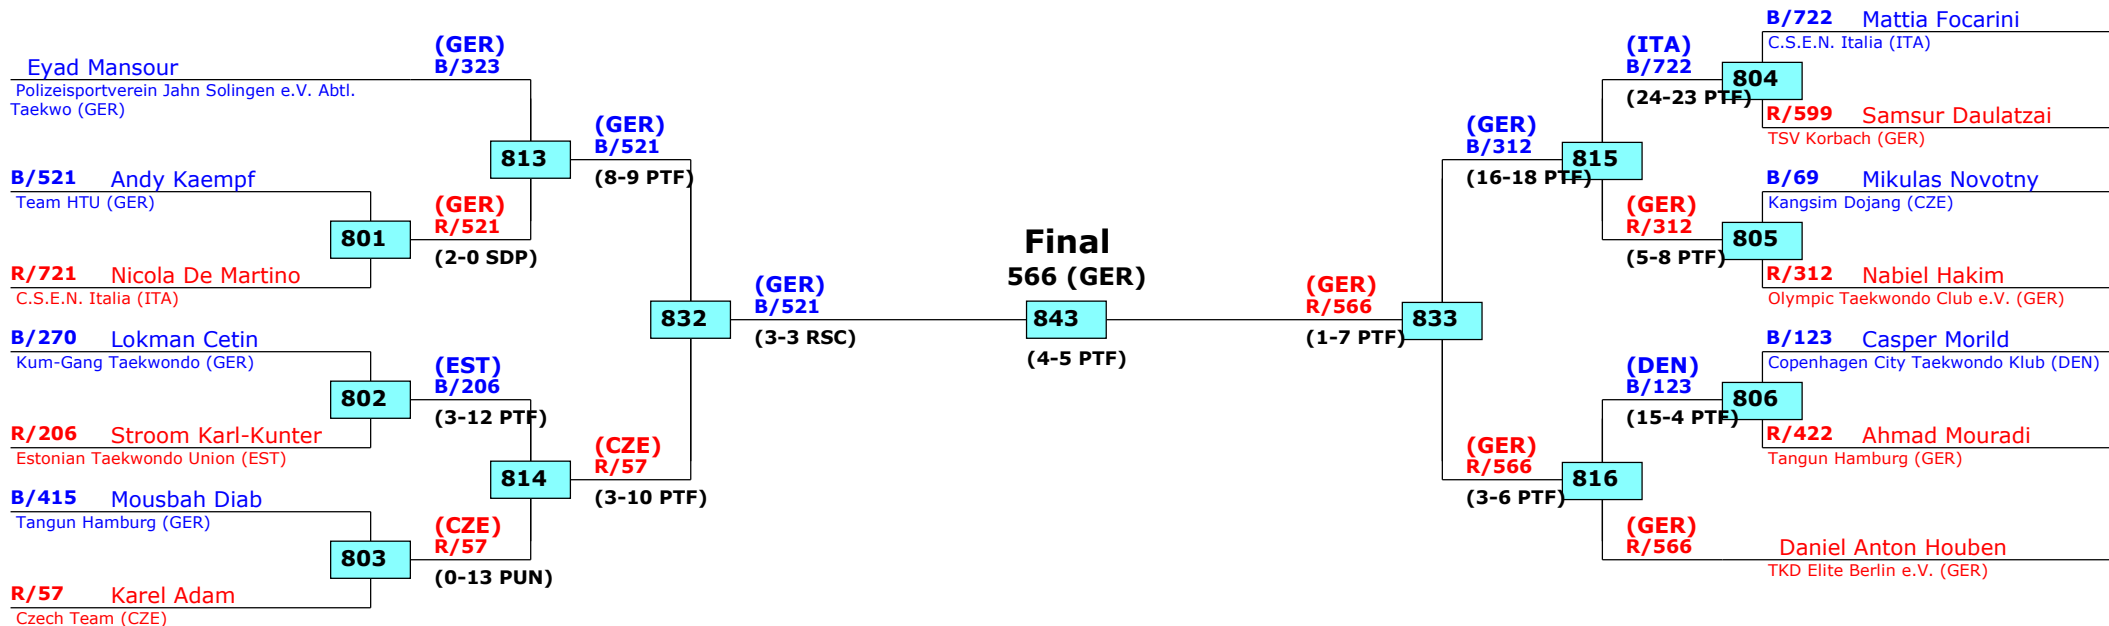 Eyad Mansour
Polizeisportverein Jahn Solingen e.V. Abtl.
Taekwo (GER)
(GER)
B/323
B/521 Andy Kaempf
Team HTU (GER)
R/721 Nicola De Martino
C.S.E.N. Italia (ITA)
801
(GER)
R/521
(2-0 SDP)
813
(GER)
B/521
(8-9 PTF)
B/270 Lokman Cetin
Kum-Gang Taekwondo (GER)
R/206 Stroom Karl-Kunter
Estonian Taekwondo Union (EST)
802
(EST)
B/206
(3-12 PTF)
B/415 Mousbah Diab
Tangun Hamburg (GER)
R/57 Karel Adam
Czech Team (CZE)
803
(CZE)
R/57
(0-13 PUN)
814
(CZE)
R/57
(3-10 PTF)
832
(GER)
B/521
(3-3 RSC)
Final
566 (GER)
843
(4-5 PTF)
(GER)
R/566
(1-7 PTF)
833
(GER)
B/312
(16-18 PTF)
815
(ITA)
B/722
(24-23 PTF)
804
B/722 Mattia Focarini
C.S.E.N. Italia (ITA)
R/599 Samsur Daulatzai
TSV Korbach (GER)
(GER)
R/312
(5-8 PTF)
805
B/69 Mikulas Novotny
Kangsim Dojang (CZE)
R/312 Nabiel Hakim
Olympic Taekwondo Club e.V. (GER)
(GER)
R/566
(3-6 PTF)
816
(DEN)
B/123
(15-4 PTF)
806
B/123 Casper Morild
Copenhagen City Taekwondo Klub (DEN)
R/422 Ahmad Mouradi
Tangun Hamburg (GER)
(GER)
R/566
Daniel Anton Houben
TKD Elite Berlin e.V. (GER)